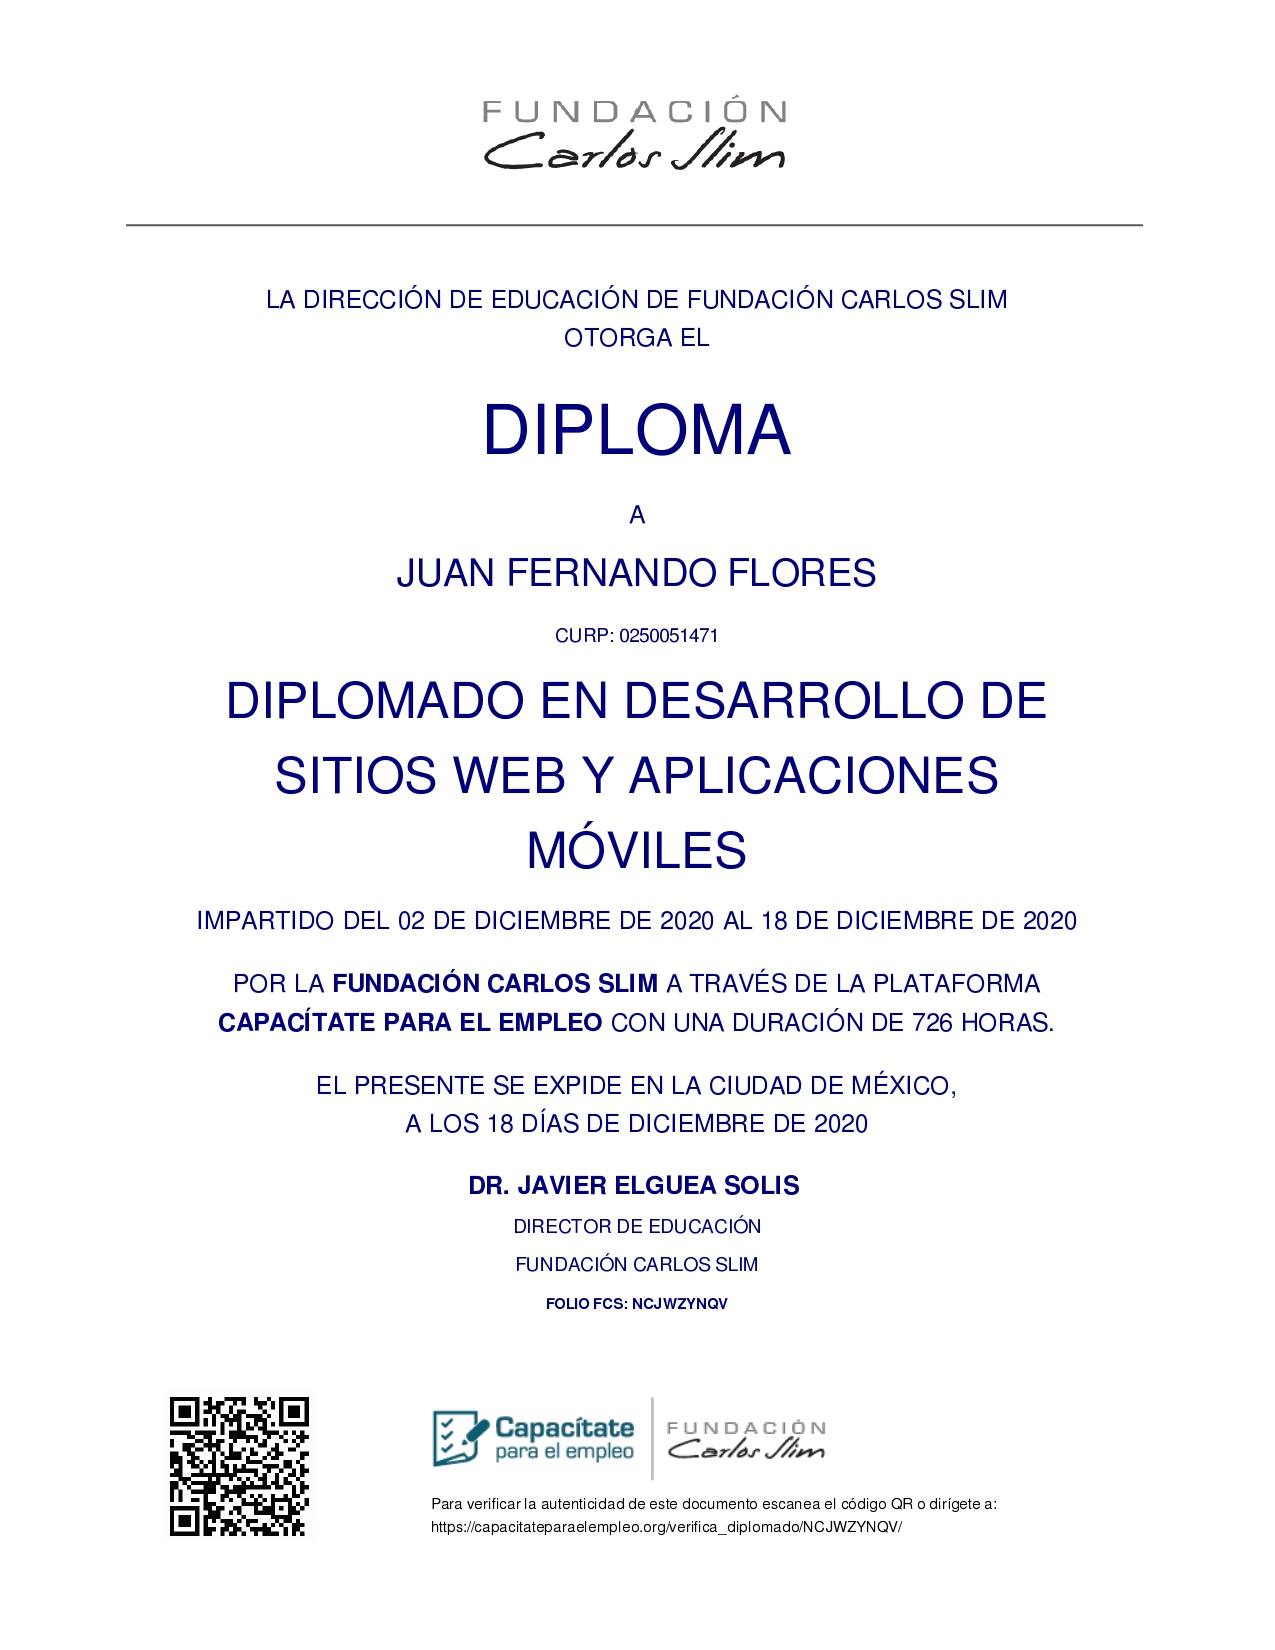 FUNDACIÓN
Carlos Slim
LA DIRECCIÓN DE EDUCACIÓN DE FUNDACIÓN CARLOS SLIM
OTORGA EL
DIPLOMA
A
JUAN FERNANDO FLORES
CURP: 0250051471
DIPLOMADO EN DESARROLLO DE
SITIOS WEB Y APLICACIONES
MÓVILES
IMPARTIDO DEL 02 DE DICIEMBRE DE 2020 AL 18 DE DICIEMBRE DE 2020
POR LA FUNDACIÓN CARLOS SLIM A TRAVÉS DE LA PLATAFORMA
CAPACÍTATE PARA EL EMPLEO CON UNA DURACIÓN DE 726 HORAS.
EL PRESENTE SE EXPIDE EN LA CIUDAD DE MÉXICO,
A LOS 18 DÍAS DE DICIEMBRE DE 2020
DR. JAVIER ELGUEA SOLIS
DIRECTOR DE EDUCACIÓN
FUNDACIÓN CARLOS SLIM
FOLIO FCS: NCJWZYNQV
Capacítate
para el empleo
FUNDACIÓN
Carlos Slim
Para verificar la autenticidad de este documento escanea el código QR o dirígete a:
https://capacitateparaelempleo.org/verifica_diplomado/NCJWZYNQV/